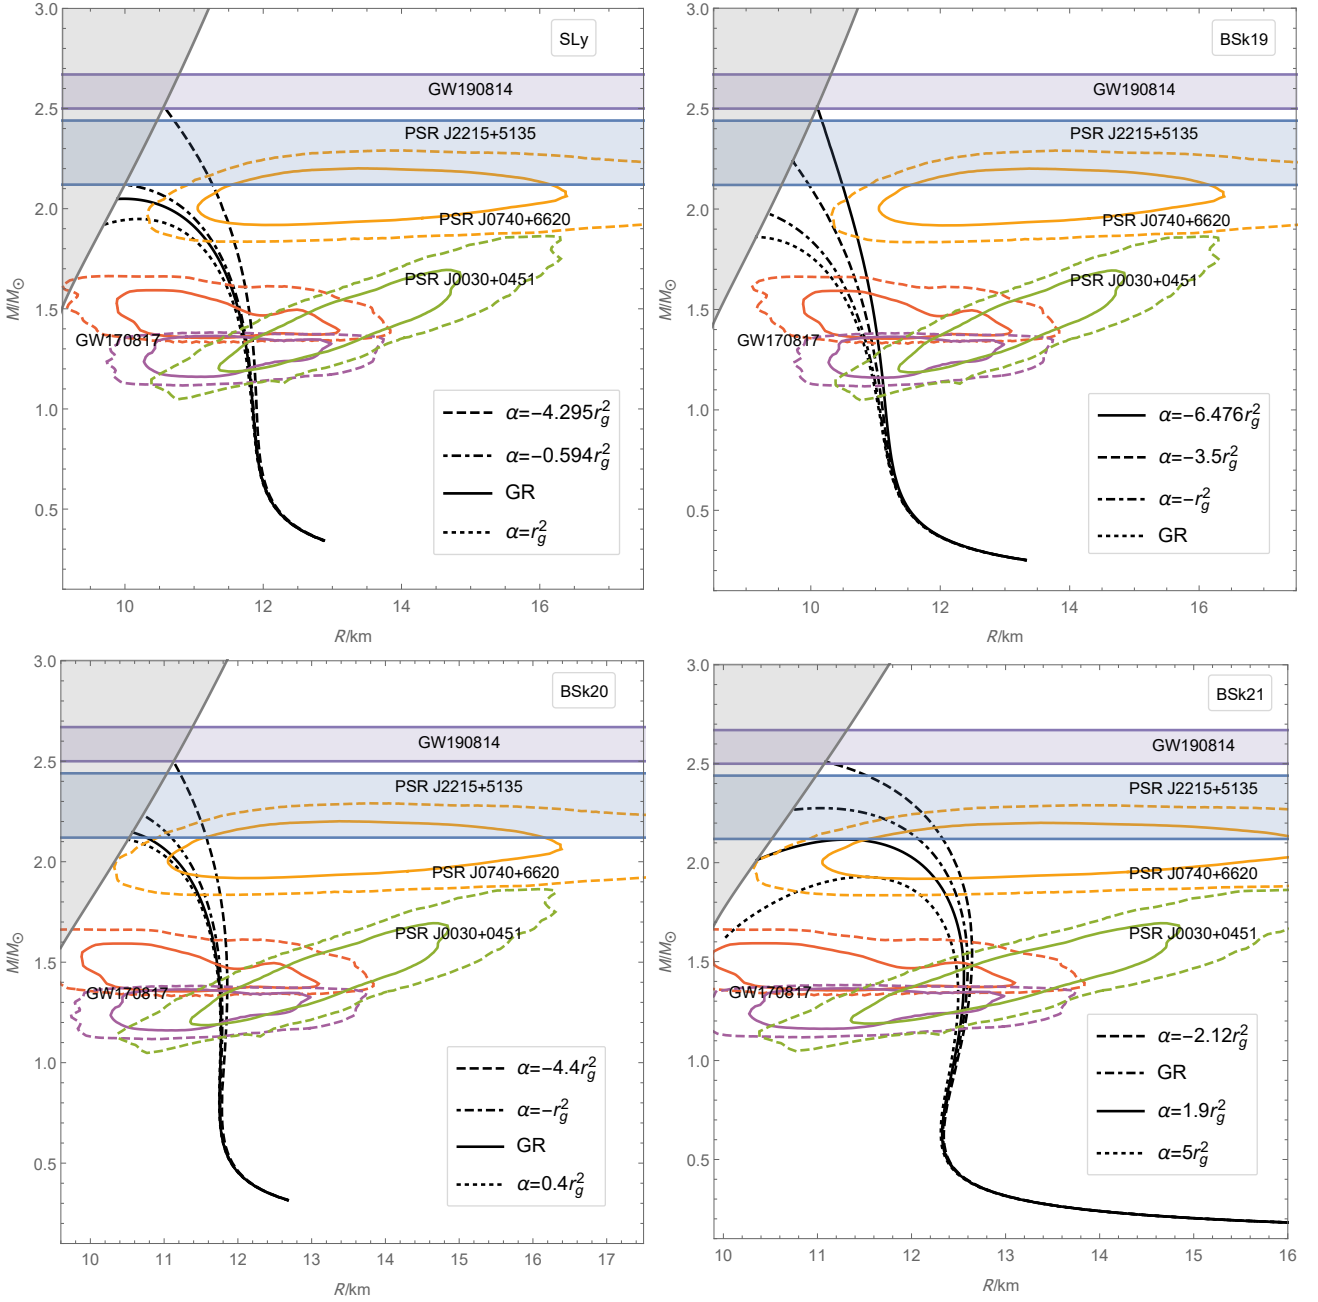 SLy
GW190814
PSR J2215+5135
PSR J0740+6620
PSR J0030+0451
GW170817
α=−4.295r_g^2
α=−0.594r_g^2
GR
α=r_g^2
3.0
2.5
2.0
1.5
1.0
0.5
M/M⊙
10 12 14 16
R/km
BSk19
GW190814
PSR J2215+5135
PSR J0740+6620
PSR J0030+0451
GW170817
α=−6.476r_g^2
α=−3.5r_g^2
α=−r_g^2
GR
3.0
2.5
2.0
1.5
1.0
0.5
M/M⊙
10 12 14 16
R/km
BSk20
GW190814
PSR J2215+5135
PSR J0740+6620
PSR J0030+0451
GW170817
α=−4.4r_g^2
α=−r_g^2
GR
α=0.4r_g^2
3.0
2.5
2.0
1.5
1.0
0.5
M/M⊙
10 11 12 13 14 15 16 17
R/km
BSk21
GW190814
PSR J2215+5135
PSR J0740+6620
PSR J0030+0451
GW170817
α=−2.12r_g^2
GR
α=1.9r_g^2
α=5r_g^2
3.0
2.5
2.0
1.5
1.0
0.5
M/M⊙
10 11 12 13 14 15 16
R/km